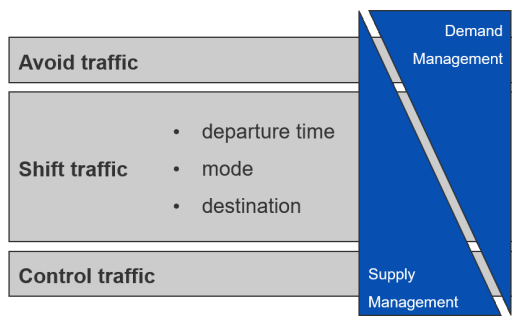 Demand
Management
Avoid traffic
Shift traffic
• departure time
• mode
• destination
Control traffic
Supply
Management